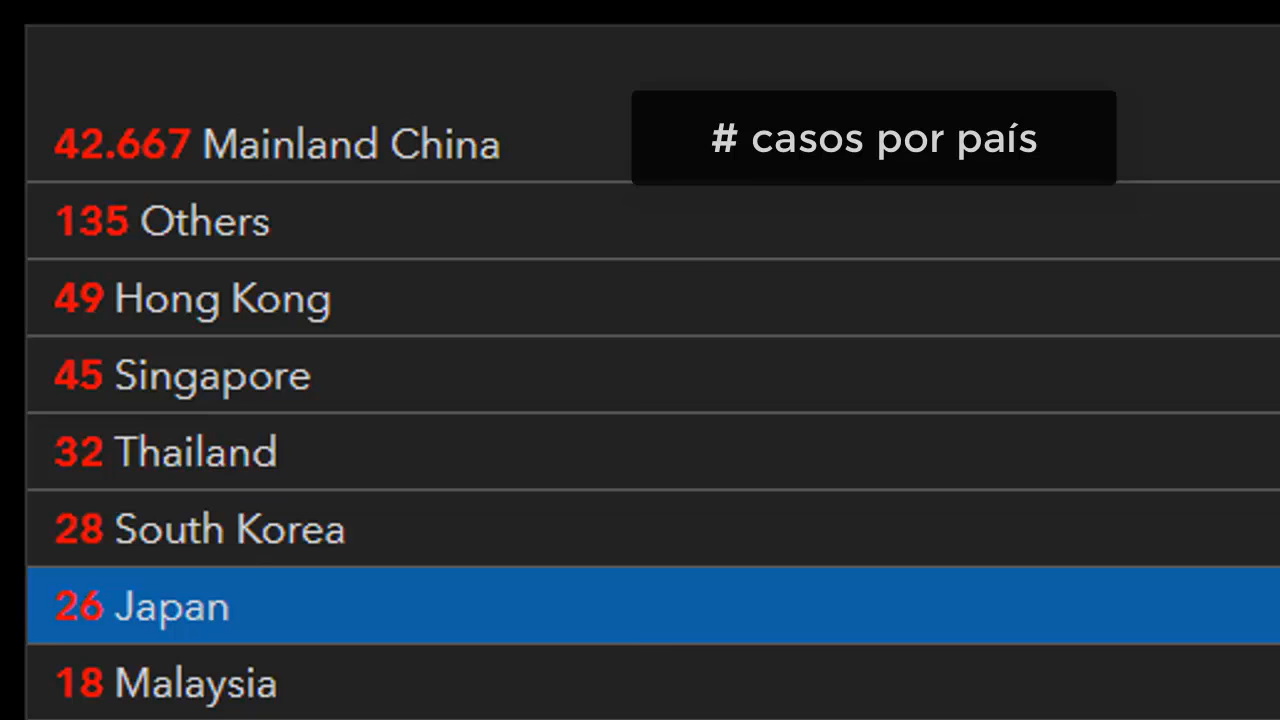 # casos por país
42.667 Mainland China
135 Others
49 Hong Kong
45 Singapore
32 Thailand
28 South Korea
26 Japan
18 Malaysia